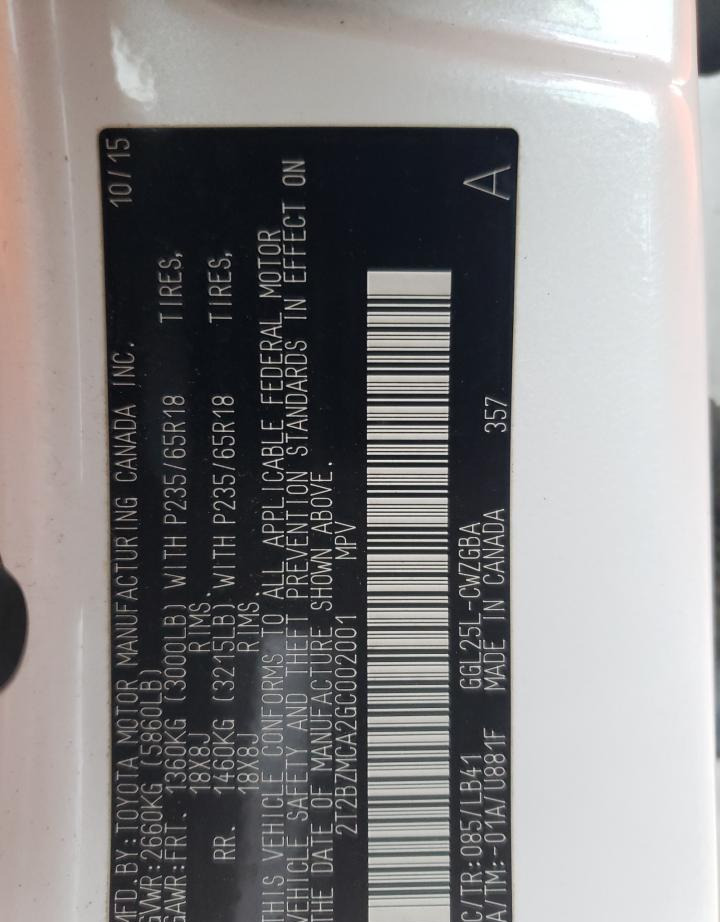 MFD.BY:TOYOTA MOTOR MANUFACTURING CANADA INC. 10/15
GVWR:2660KG (5860LB)
GAWR:FRT. 1360KG (3000LB) WITH P235/65R18 TIRES,
18X8J RIMS,
RR. 1460KG (3215LB) WITH P235/65R18 TIRES,
18X8J RIMS
THIS VEHICLE CONFORMS TO ALL APPLICABLE FEDERAL MOTOR
VEHICLE SAFETY AND THEFT PREVENTION STANDARDS IN EFFECT ON
THE DATE OF MANUFACTURE SHOWN ABOVE.
2T2BZMCA2GC002001 MPV
C/TR:085/LB41 GGL25L-CWZGBA
A/TM:-01A/U881F MADE IN CANADA 357 A